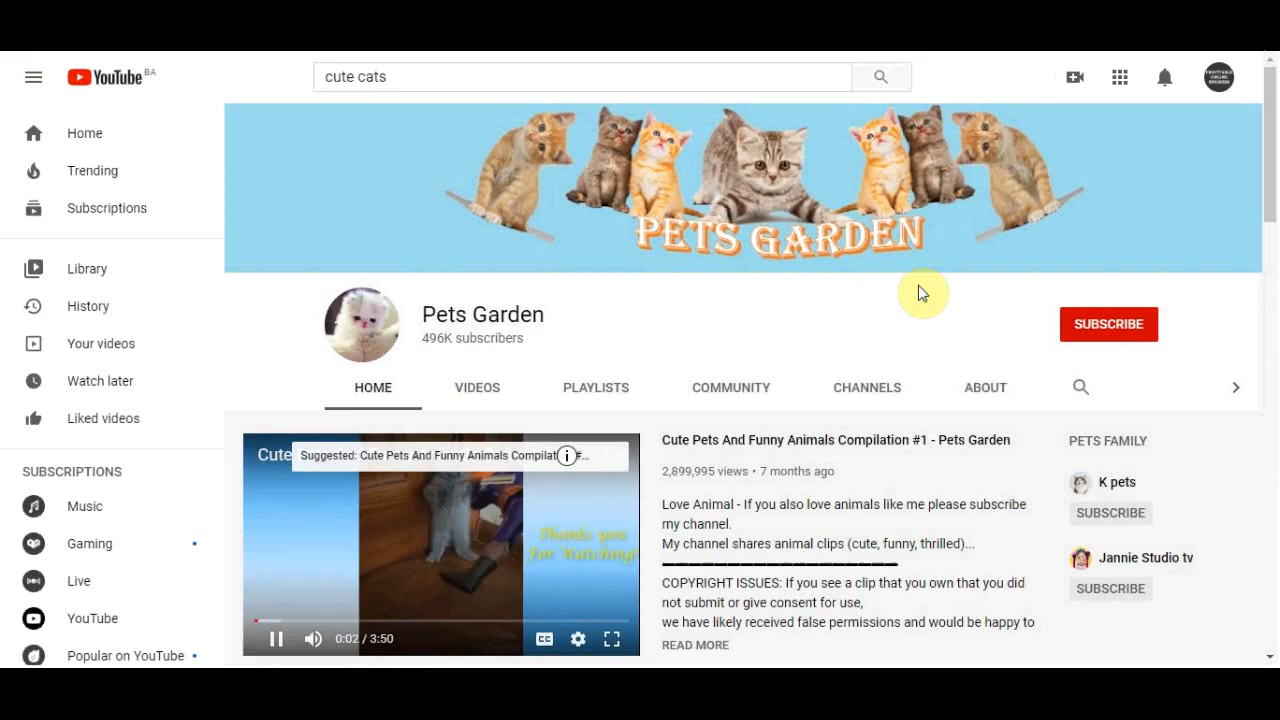 YouTube BA
cute cats
PROFITABLE ONLINE
Home
Trending
Subscriptions
Library
History
Your videos
Watch later
Liked videos
SUBSCRIPTIONS
Music
Gaming
Live
YouTube
Popular on YouTube
PETS GARDEN
Pets Garden
496K subscribers
SUBSCRIBE
HOME VIDEOS PLAYLISTS COMMUNITY CHANNELS ABOUT
Cute
Suggested: Cute Pets And Funny Animals Compilat #...
Thanks you
For Watching!
0:02 / 3:50
CC
Cute Pets And Funny Animals Compilation #1 - Pets Garden
2,899,995 views • 7 months ago
Love Animal - If you also love animals like me please subscribe
my channel.
My channel shares animal clips (cute, funny, thrilled)...
COPYRIGHT ISSUES: If you see a clip that you own that you did
not submit or give consent for use,
we have likely received false permissions and would be happy to
READ MORE
PETS FAMILY
K pets
SUBSCRIBE
Jannie Studio tv
SUBSCRIBE